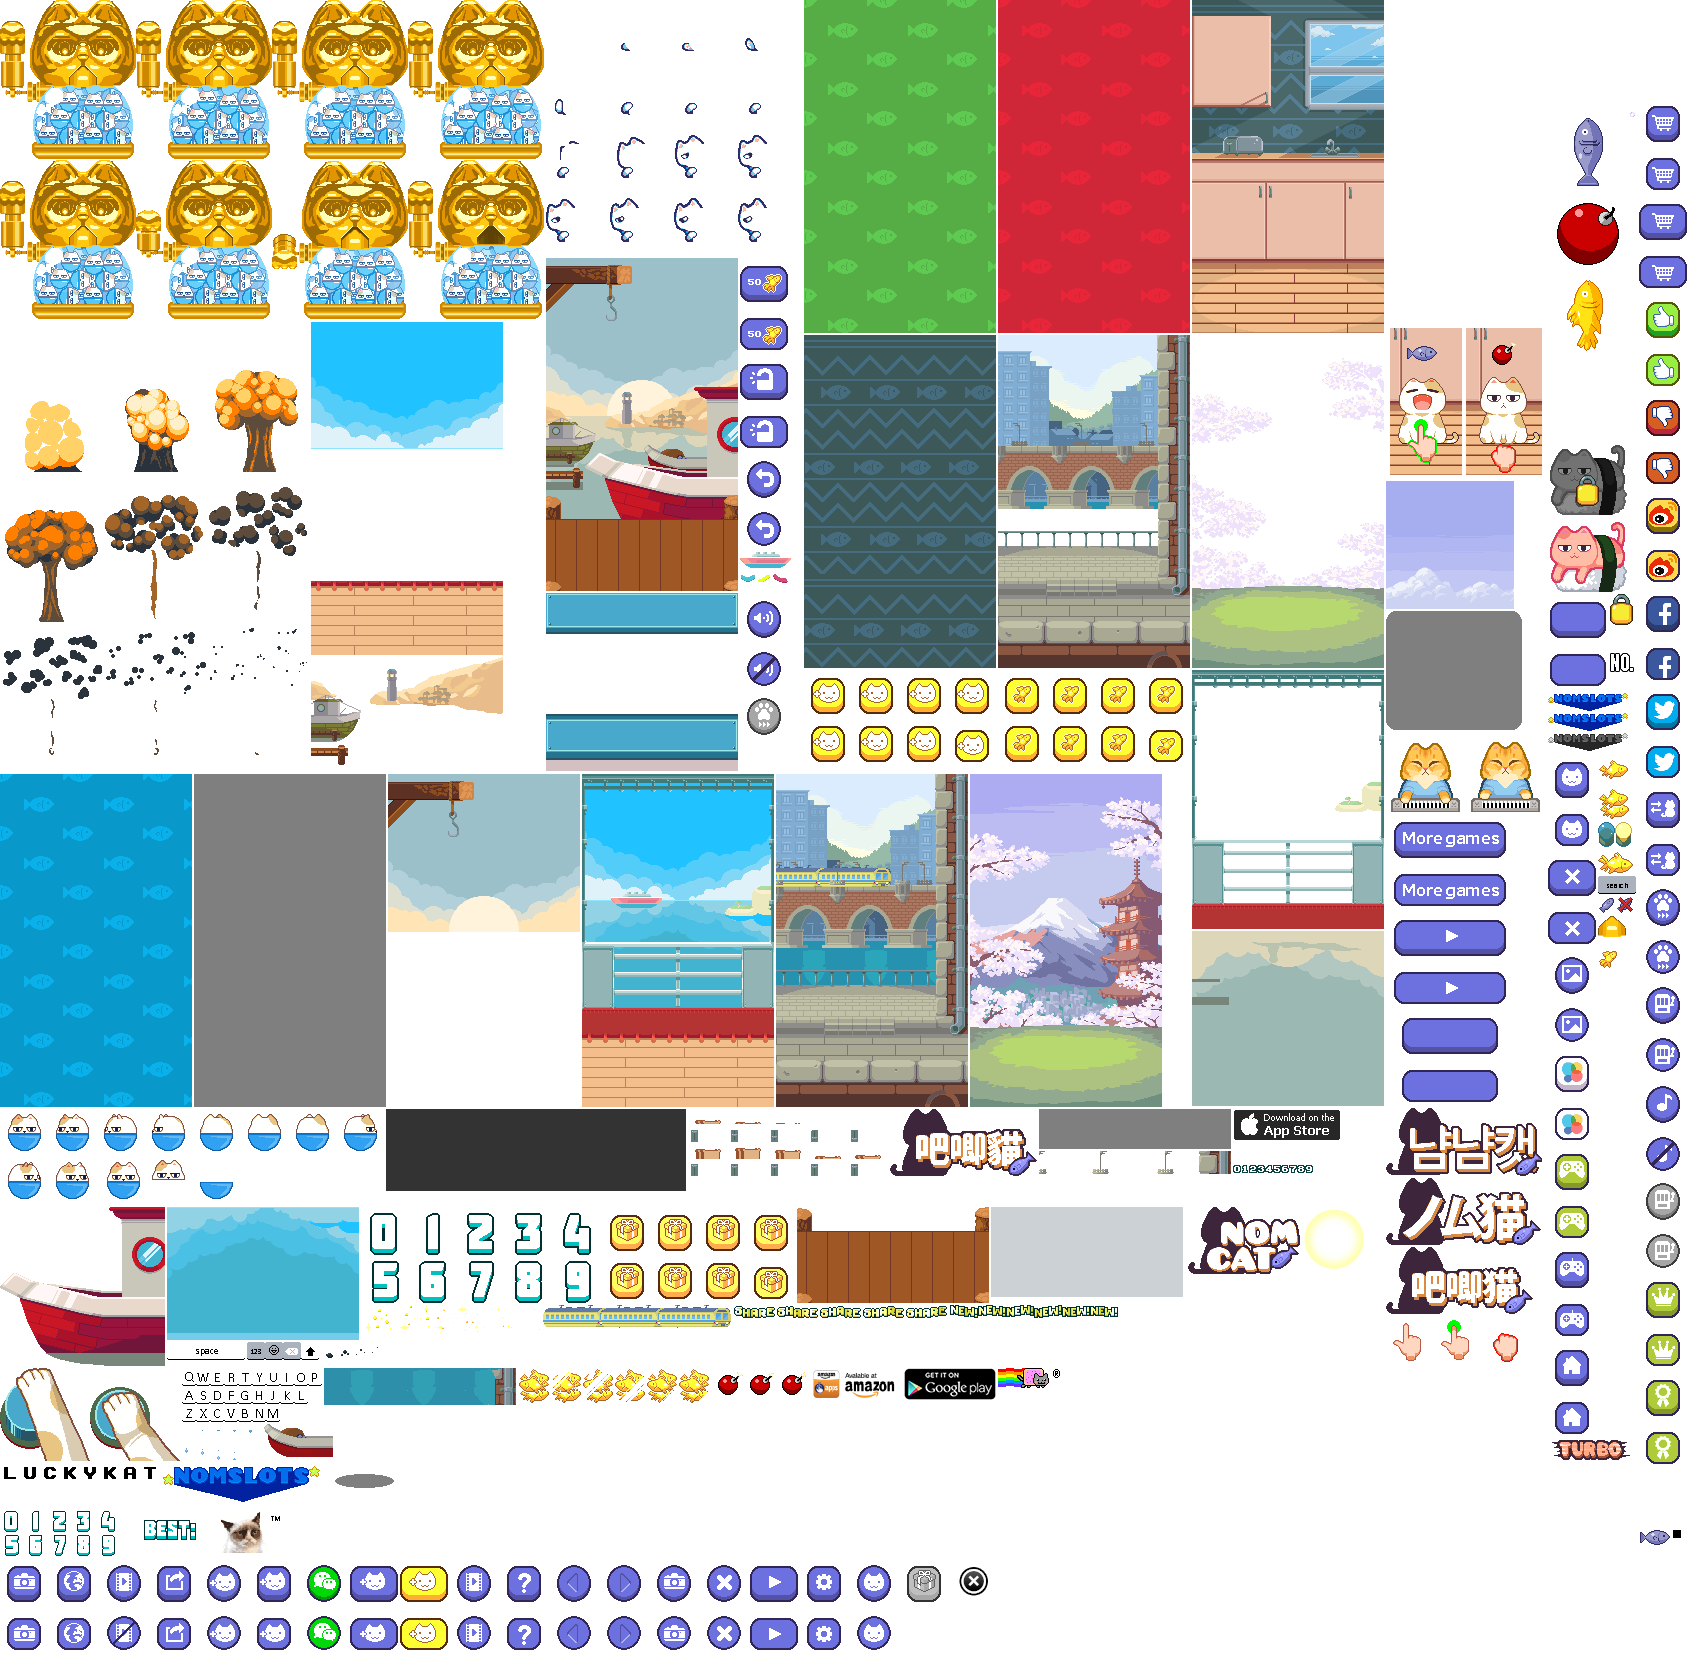 50
50
NO.
NOMSLOTS
NOMSLOTS
NOMSLOTS
More games
search
More games
Download on the
App Store
吧唧貓
냠냠캣
0123456789
ノム猫
0 1 2 3 4
NOM
CAT
5 6 7 8 9
吧唧猫
SHARE SHARE SHARE SHARE SHARE NEW! NEW! NEW! NEW! NEW! NEW!
space
123
Q W E R T Y U I O P
A S D F G H J K L
Z X C V B N M
amazon
apps
Available at
amazon
GET IT ON
Google play
®
TURBO
LUCKYKAT
NOMSLOTS
0 1 2 3 4
5 6 7 8 9
BEST:
TM
?
?